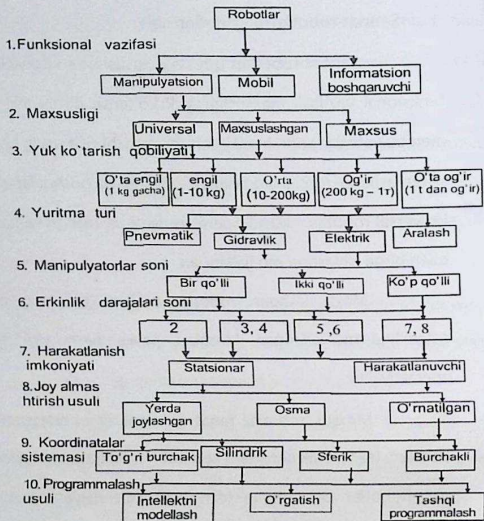 Robotlar
1.Funksional vazifasi
Manipulyatsion
Mobil
Informatsion
boshqaruvchi
2. Maxsusligi
Universal
Maxsuslashgan
Maxsus
3. Yuk ko`tarish qobiliyati
O'ta engil
(1 kg gacha)
engil
(1-10 kg)
O'rta
(10-200kg)
Og'ir
(200 kg – 1т)
O'ta og'ir
(1 t dan og'ir)
4. Yuritma turi
Pnevmatik
Gidravlik
Elektrik
Aralash
5. Manipulyatorlar soni
Bir qo'lli
Ikki qo'lli
Ko'p qo'lli
6. Erkinlik darajalari soni
2
3, 4
5 ,6
7, 8
7. Harakatlanish
imkoniyati
Statsionar
Harakatlanuvchi
8.Joy almas
htirish usuli
Yerda
joylashgan
Osma
O'rnatilgan
9. Koordinatalar
sistemasi
To'g'ri burchak
Silindrik
Sferik
Burchakli
10.Programmalash
usuli
Intellektni
modellash
O'rgatish
Tashqi
programmalash